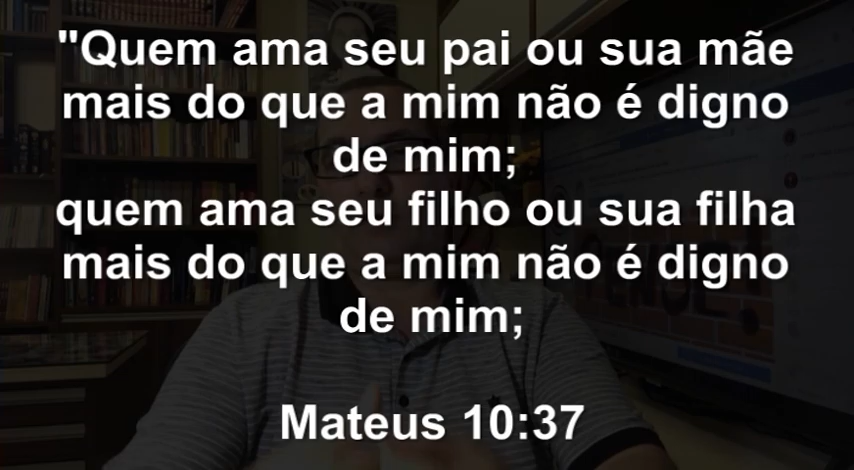 "Quem ama seu pai ou sua mãe
mais do que a mim não é digno
de mim;
quem ama seu filho ou sua filha
mais do que a mim não é digno
de mim;
Mateus 10:37